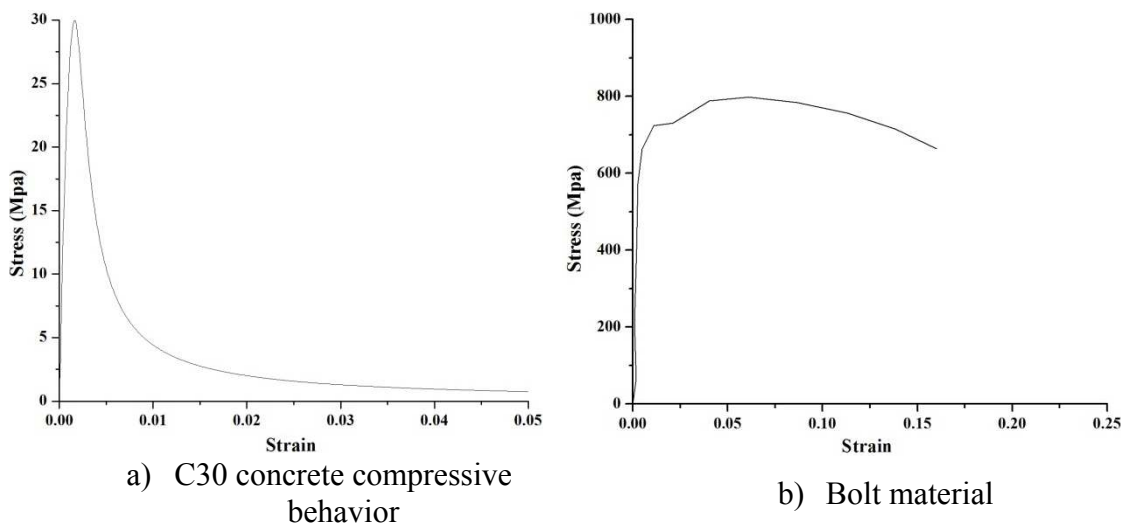 30
25
20
15
10
5
0
Stress (Mpa)
0.00 0.01 0.02 0.03 0.04 0.05
Strain
a) C30 concrete compressive
behavior
1000
800
600
400
200
0
Stress (Mpa)
0.00 0.05 0.10 0.15 0.20 0.25
Strain
b) Bolt material